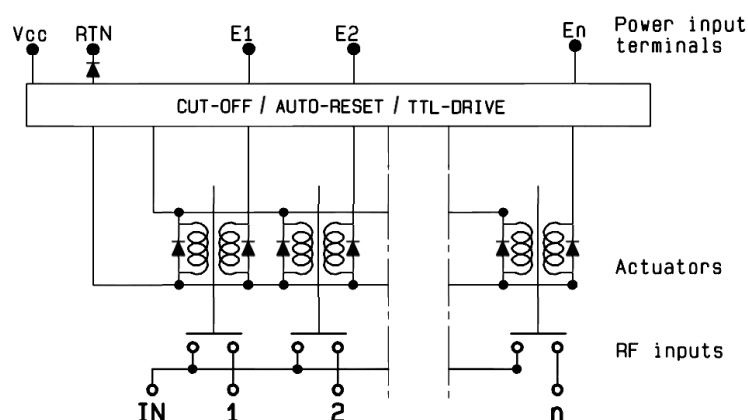 Vcc RTN E1 E2 En Power input
terminals
CUT-OFF / AUTO-RESET / TTL-DRIVE
Actuators
RF inputs
IN 1 2 n